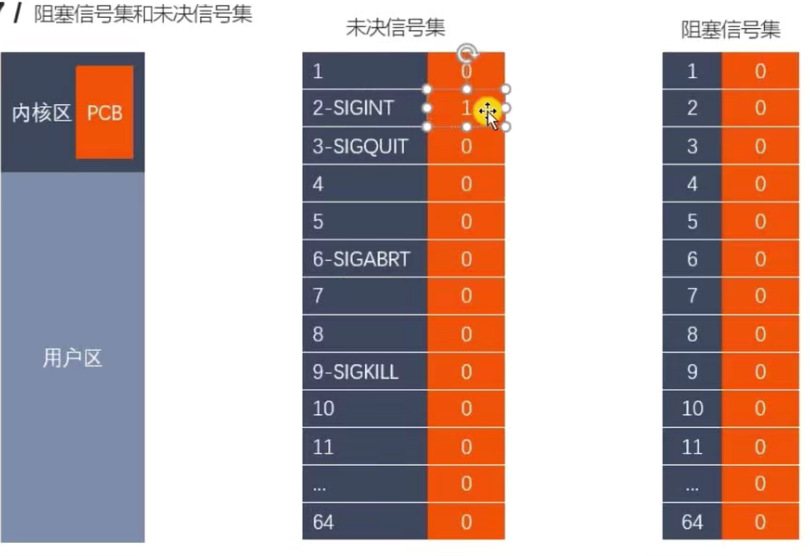 7 / 阻塞信号集和未决信号集
内核区 PCB
用户区
未决信号集
1 0
2-SIGINT 1
3-SIGQUIT 0
4 0
5 0
6-SIGABRT 0
7 0
8 0
9-SIGKILL 0
10 0
11 0
... 0
64 0
阻塞信号集
1 0
2 0
3 0
4 0
5 0
6 0
7 0
8 0
9 0
10 0
11 0
... 0
64 0